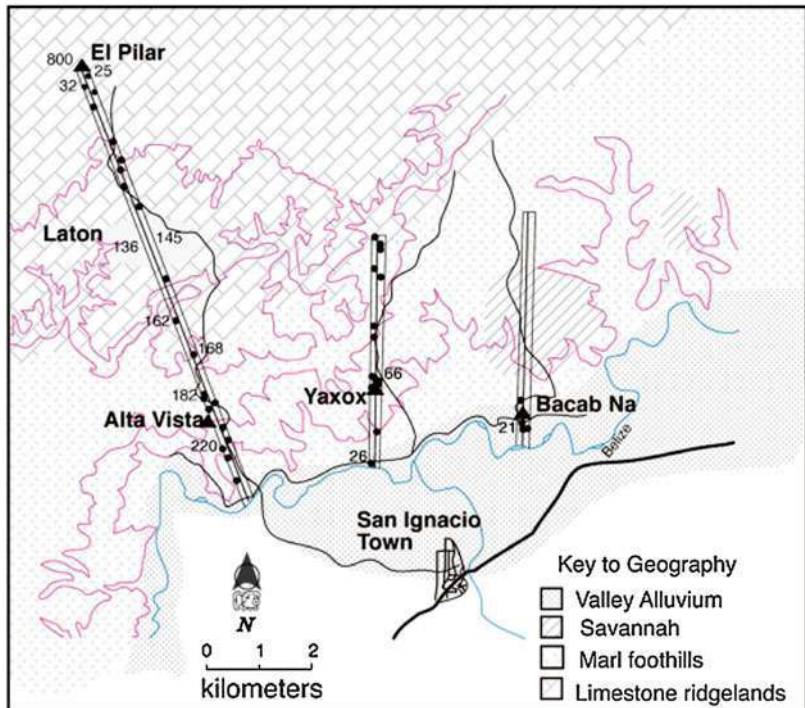 El Pilar
800
25
32
Laton
136
145
162
168
182
Alta Vista
220
66
Yaxox
26
Bacab Na
21
Belize
San Ignacio
Town
N
0 1 2
kilometers
Key to Geography
Valley Alluvium
Savannah
Marl foothills
Limestone ridgelands